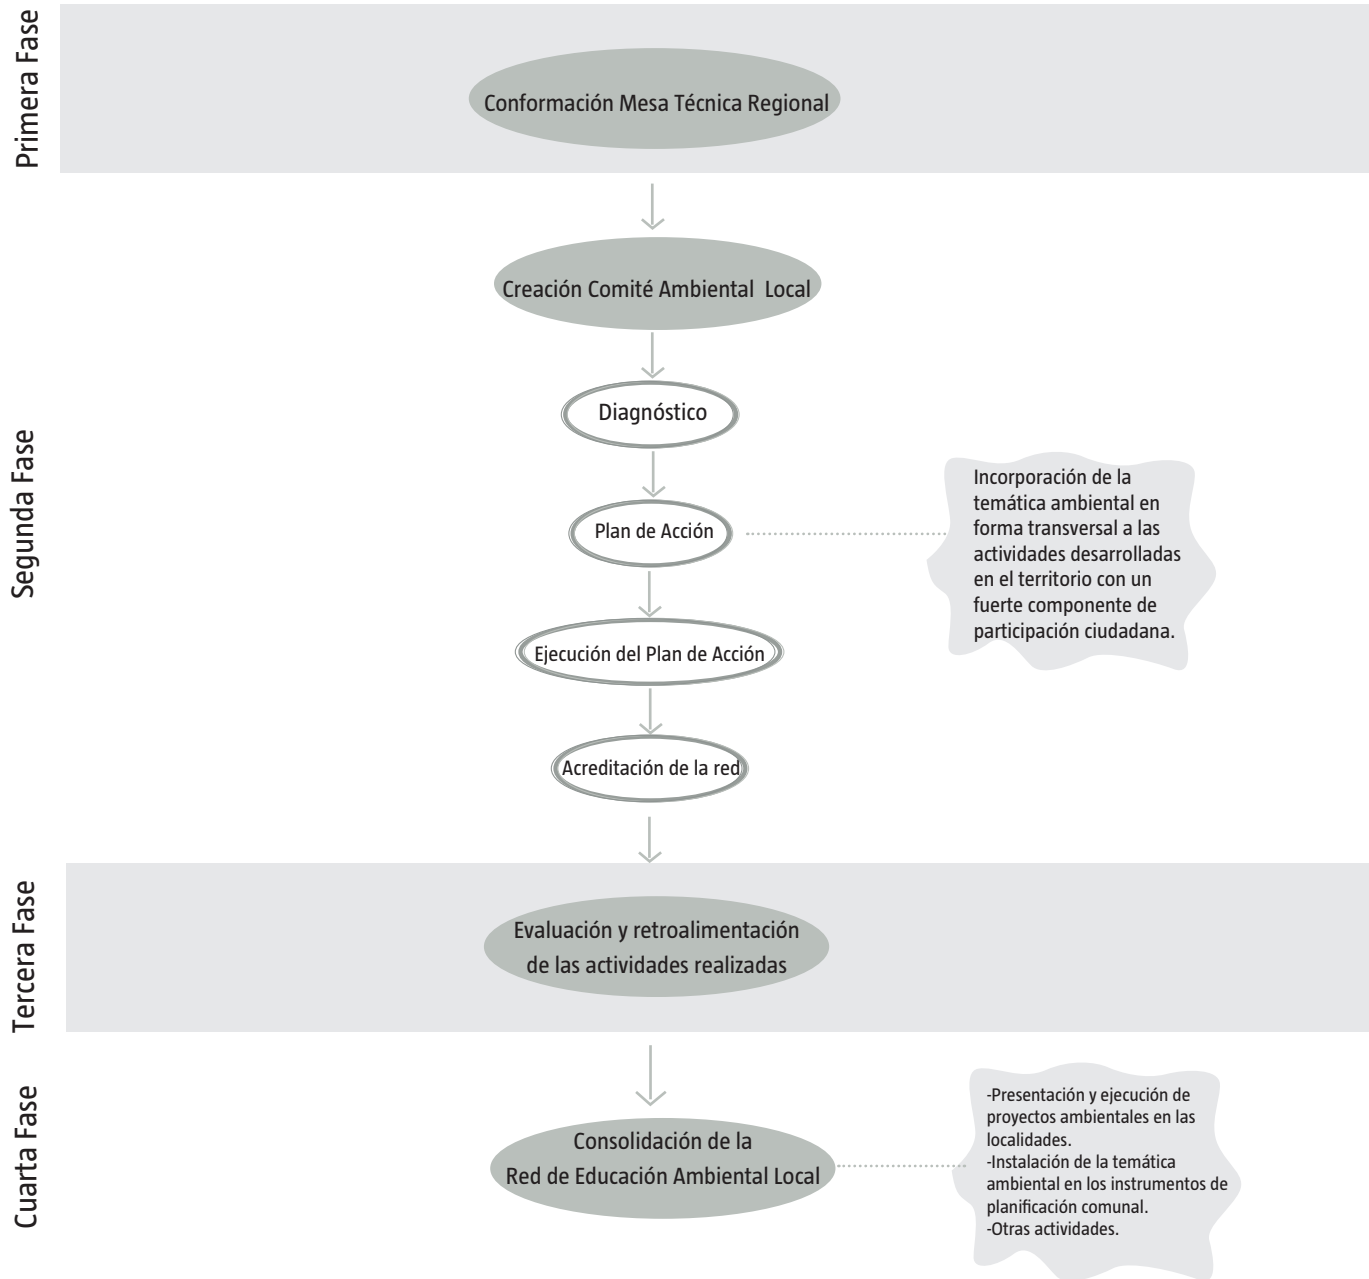 Primera Fase
Conformación Mesa Técnica Regional
Segunda Fase
Creación Comité Ambiental Local
Diagnóstico
Plan de Acción
Incorporación de la
temática ambiental en
forma transversal a las
actividades desarrolladas
en el territorio con un
fuerte componente de
participación ciudadana.
Ejecución del Plan de Acción
Acreditación de la red
Tercera Fase
Evaluación y retroalimentación
de las actividades realizadas
Cuarta Fase
Consolidación de la
Red de Educación Ambiental Local
-Presentación y ejecución de
proyectos ambientales en las
localidades.
-Instalación de la temática
ambiental en los instrumentos de
planificación comunal.
-Otras actividades.